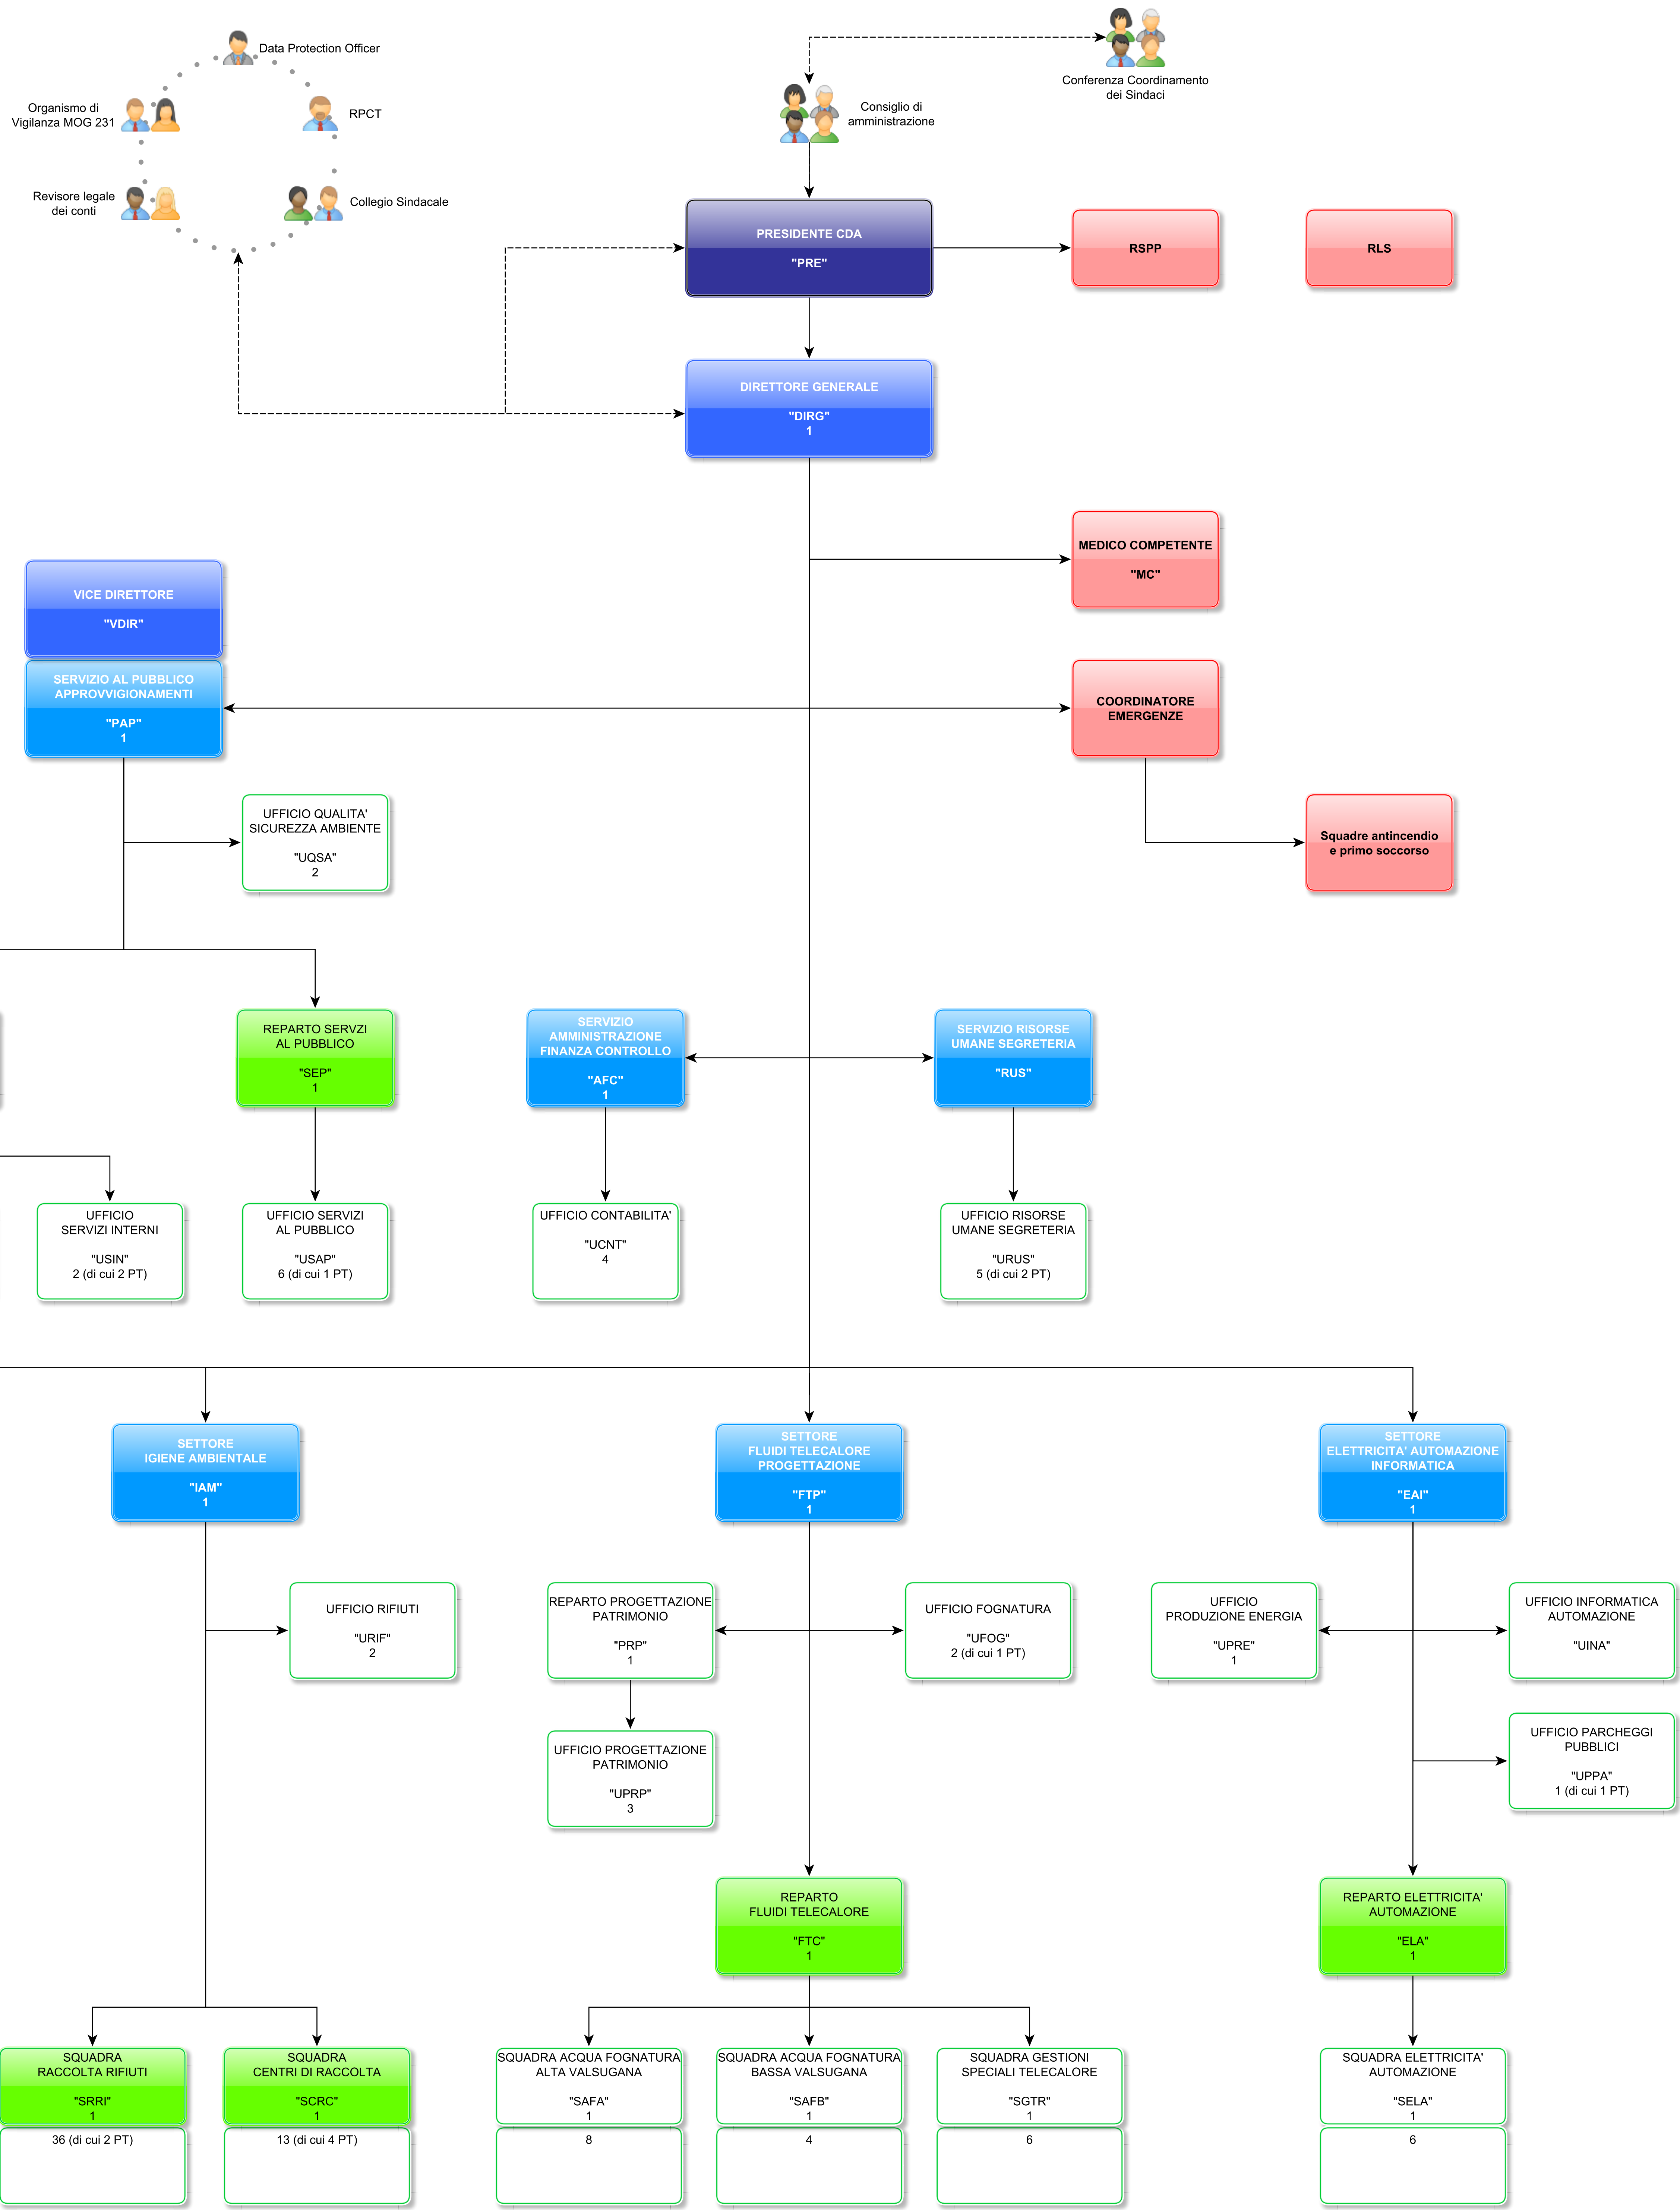 Data Protection Officer
Organismo di
Vigilanza MOG 231
RPCT
Revisore legale
dei conti
Collegio Sindacale
Conferenza Coordinamento
dei Sindaci
Consiglio di
amministrazione
PRESIDENTE CDA
"PRE"
RSPP
RLS
DIRETTORE GENERALE
"DIRG"
1
MEDICO COMPETENTE
"MC"
VICE DIRETTORE
"VDIR"
SERVIZIO AL PUBBLICO
APPROVVIGIONAMENTI
"PAP"
1
COORDINATORE
EMERGENZE
UFFICIO QUALITA'
SICUREZZA AMBIENTE
"UQSA"
2
Squadre antincendio
e primo soccorso
REPARTO SERVZI
AL PUBBLICO
"SEP"
1
SERVIZIO
AMMINISTRAZIONE
FINANZA CONTROLLO
"AFC"
1
SERVIZIO RISORSE
UMANE SEGRETERIA
"RUS"
UFFICIO
SERVIZI INTERNI
"USIN"
2 (di cui 2 PT)
UFFICIO SERVIZI
AL PUBBLICO
"USAP"
6 (di cui 1 PT)
UFFICIO CONTABILITA'
"UCNT"
4
UFFICIO RISORSE
UMANE SEGRETERIA
"URUS"
5 (di cui 2 PT)
SETTORE
IGIENE AMBIENTALE
"IAM"
1
SETTORE
FLUIDI TELECALORE
PROGETTAZIONE
"FTP"
1
SETTORE
ELETTRICITA' AUTOMAZIONE
INFORMATICA
"EAI"
1
UFFICIO RIFIUTI
"URIF"
2
REPARTO PROGETTAZIONE
PATRIMONIO
"PRP"
1
UFFICIO FOGNATURA
"UFOG"
2 (di cui 1 PT)
UFFICIO
PRODUZIONE ENERGIA
"UPRE"
1
UFFICIO INFORMATICA
AUTOMAZIONE
"UINA"
UFFICIO PROGETTAZIONE
PATRIMONIO
"UPRP"
3
UFFICIO PARCHEGGI
PUBBLICI
"UPPA"
1 (di cui 1 PT)
REPARTO
FLUIDI TELECALORE
"FTC"
1
REPARTO ELETTRICITA'
AUTOMAZIONE
"ELA"
1
SQUADRA
RACCOLTA RIFIUTI
"SRRI"
1
36 (di cui 2 PT)
SQUADRA
CENTRI DI RACCOLTA
"SCRC"
1
13 (di cui 4 PT)
SQUADRA ACQUA FOGNATURA
ALTA VALSUGANA
"SAFA"
1
8
SQUADRA ACQUA FOGNATURA
BASSA VALSUGANA
"SAFB"
1
4
SQUADRA GESTIONI
SPECIALI TELECALORE
"SGTR"
1
6
SQUADRA ELETTRICITA'
AUTOMAZIONE
"SELA"
1
6